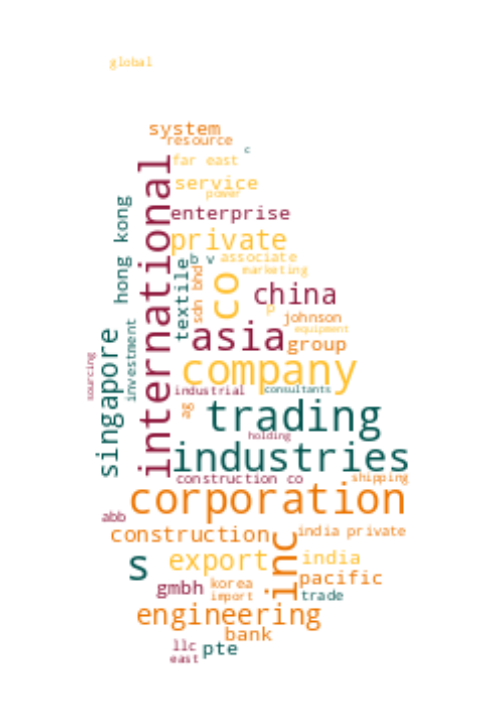 global
system
resource
c
far east
service
power
international
enterprise
hong kong
private
b
v
associate
textile
sdn bhd
co
marketing
china
p
johnson
investment
asia
equipment
group
singapore
sourcing
company
industrial
consultants
ag
trading
holding
industries
construction co
shipping
corporation
abb
construction
india private
inc
s
export
india
gmbh
korea
pacific
import
trade
engineering
bank
llc
pte
east